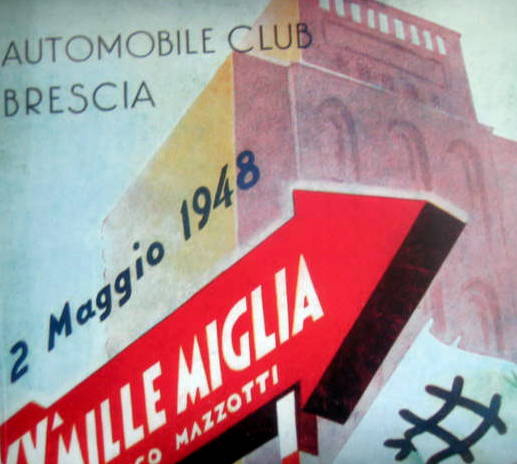 AUTOMOBILE CLUB
BRESCIA
2 Maggio 1948
MILLE MIGLIA
MAZZOTTI